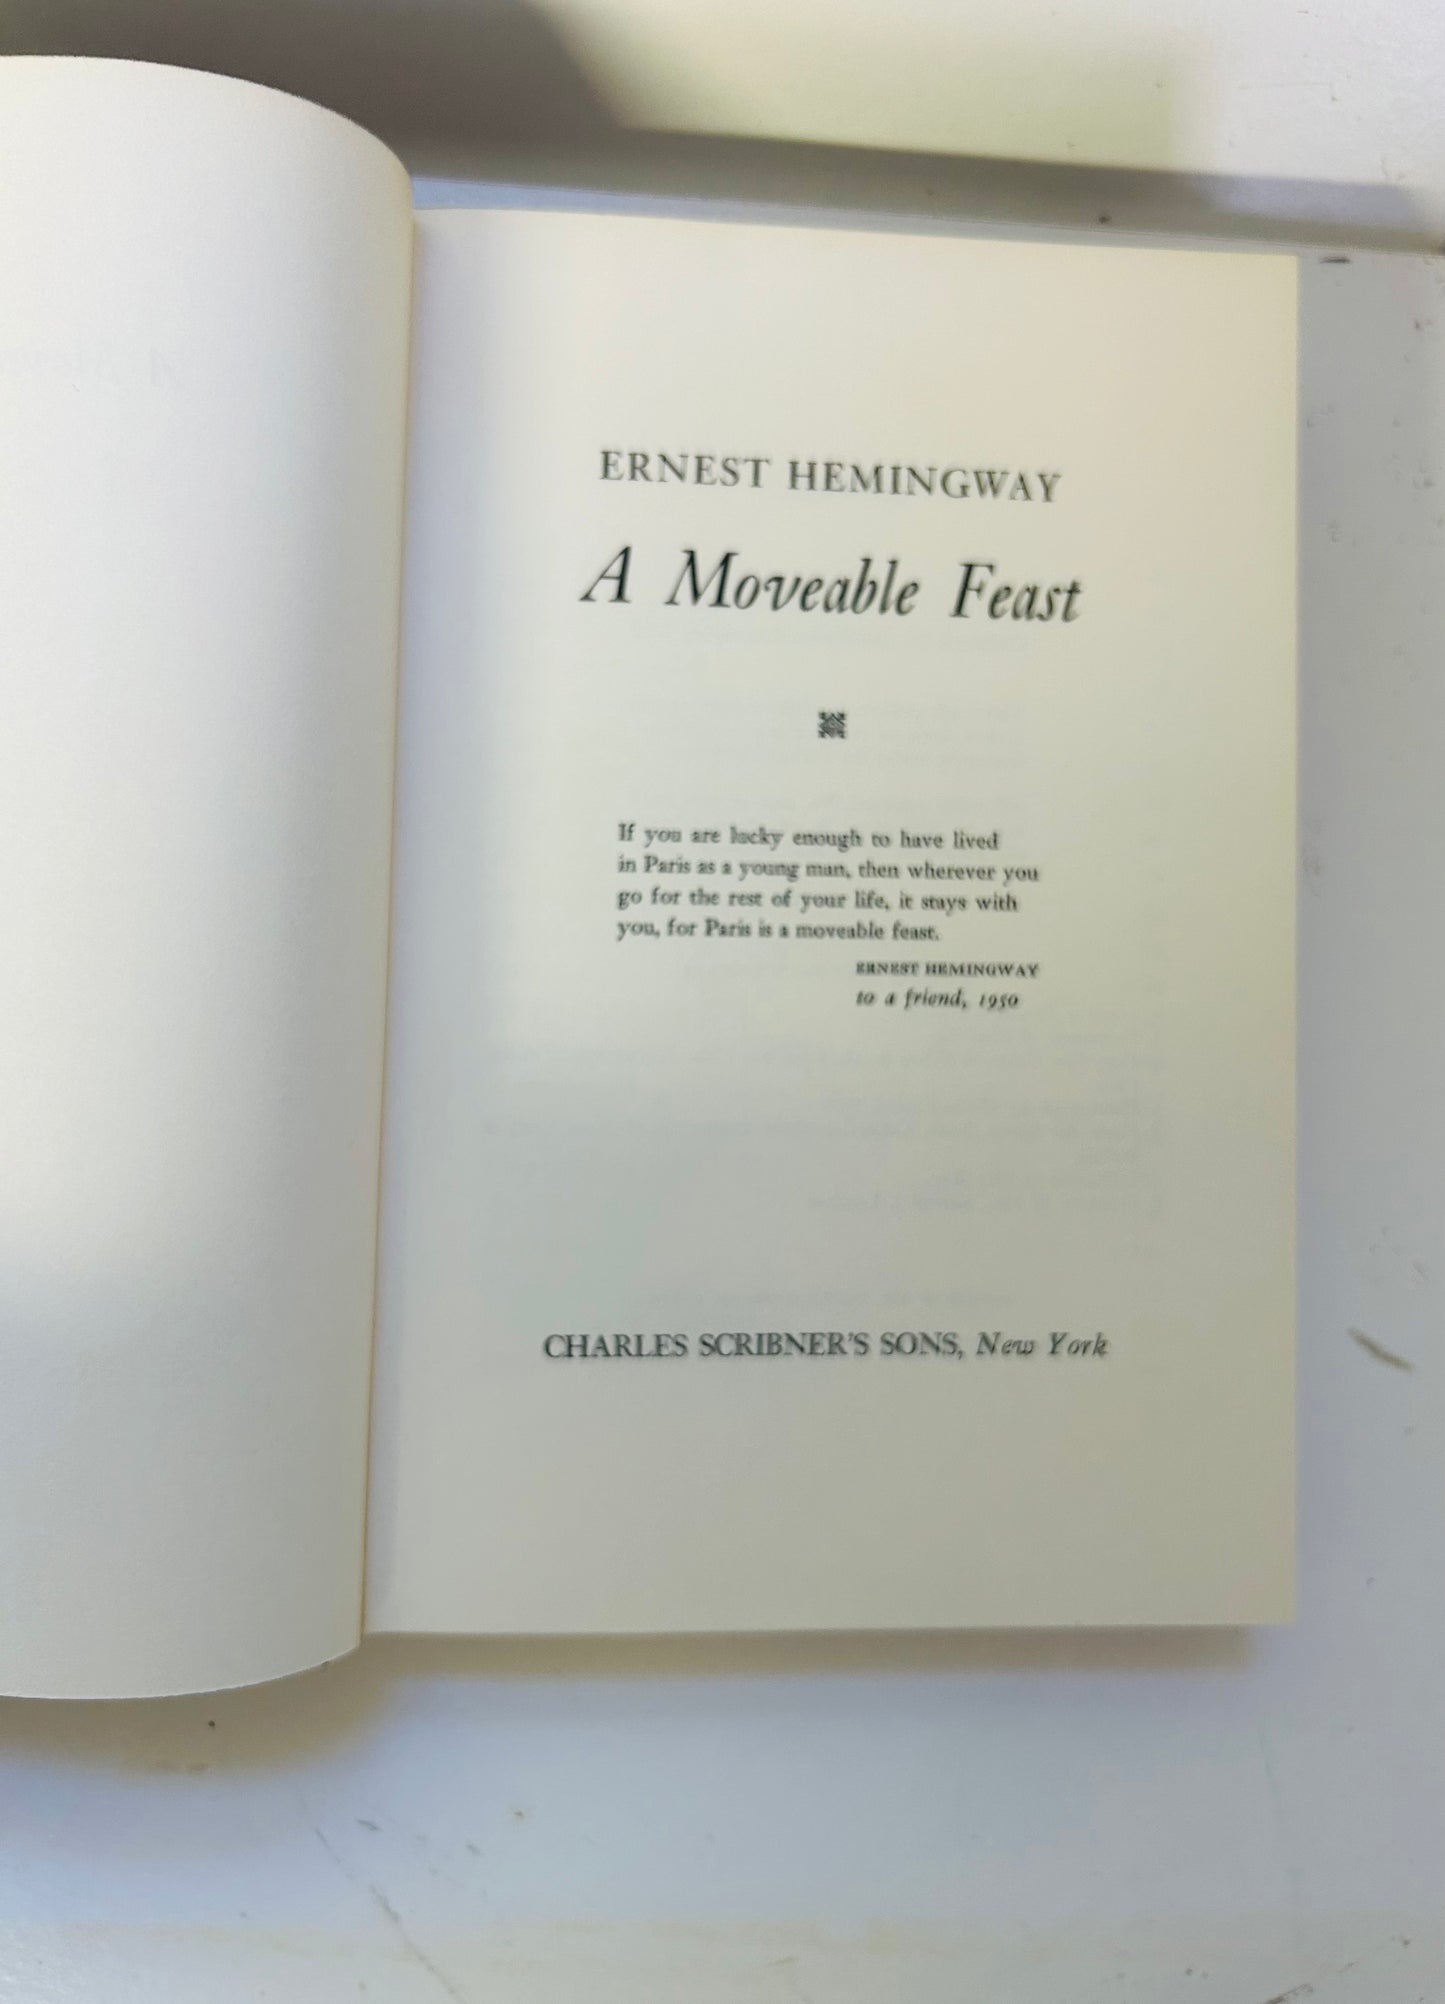 ERNEST HEMINGWAY
A Moveable Feast
If you are lucky enough to have lived
in Paris as a young man, then wherever you
go for the rest of your life, it stays with
you, for Paris is a moveable feast.
ERNEST HEMINGWAY
to a friend, 1950
CHARLES SCRIBNER'S SONS, New York